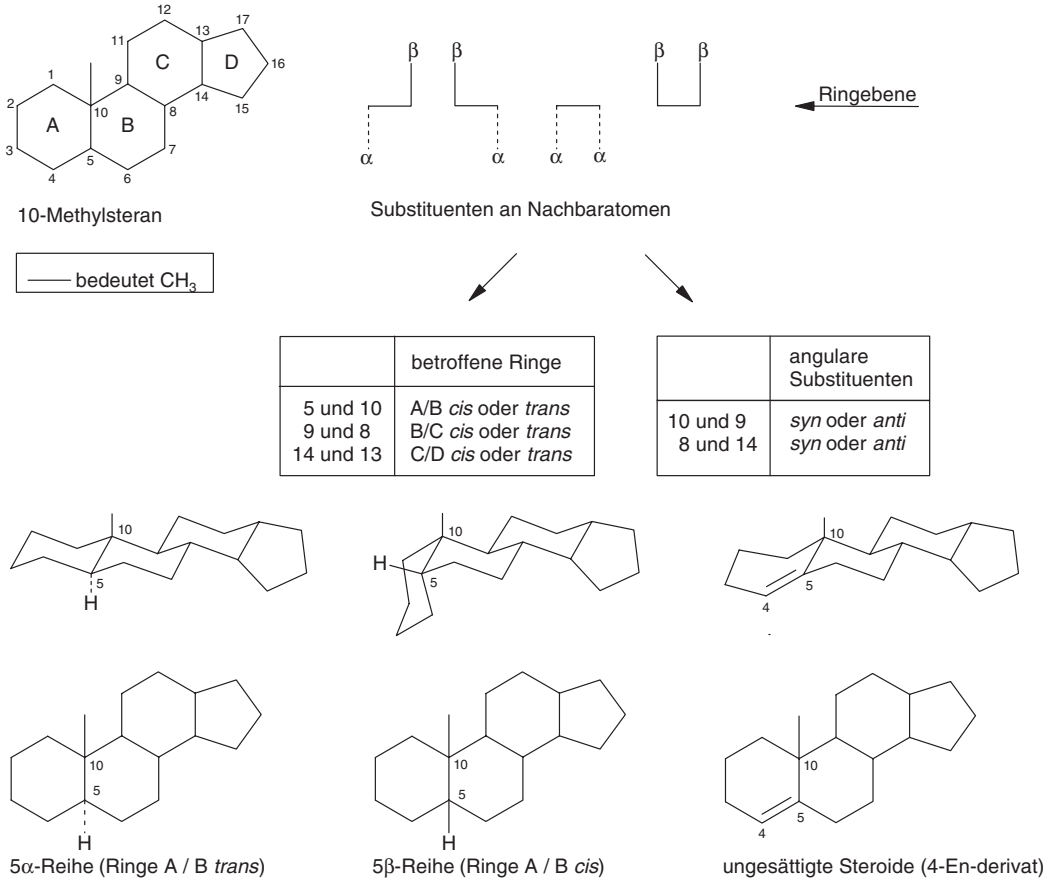 12
17
13
11
C
D
16
1
9
14
15
2
10
8
A
B
3
5
7
4
6
10-Methylsteran
β β β β
Ringebene
α α α α
Substituenten an Nachbaratomen
bedeutet CH₃
betroffene Ringe
5 und 10 A/B cis oder trans
9 und 8 B/C cis oder trans
14 und 13 C/D cis oder trans
angulare
Substituenten
10 und 9 syn oder anti
8 und 14 syn oder anti
10
5
H
10
H
5
10
5
4
10
5
H
10
5
H
10
5
4
5α-Reihe (Ringe A / B trans)
5β-Reihe (Ringe A / B cis)
ungesättigte Steroide (4-En-derivat)